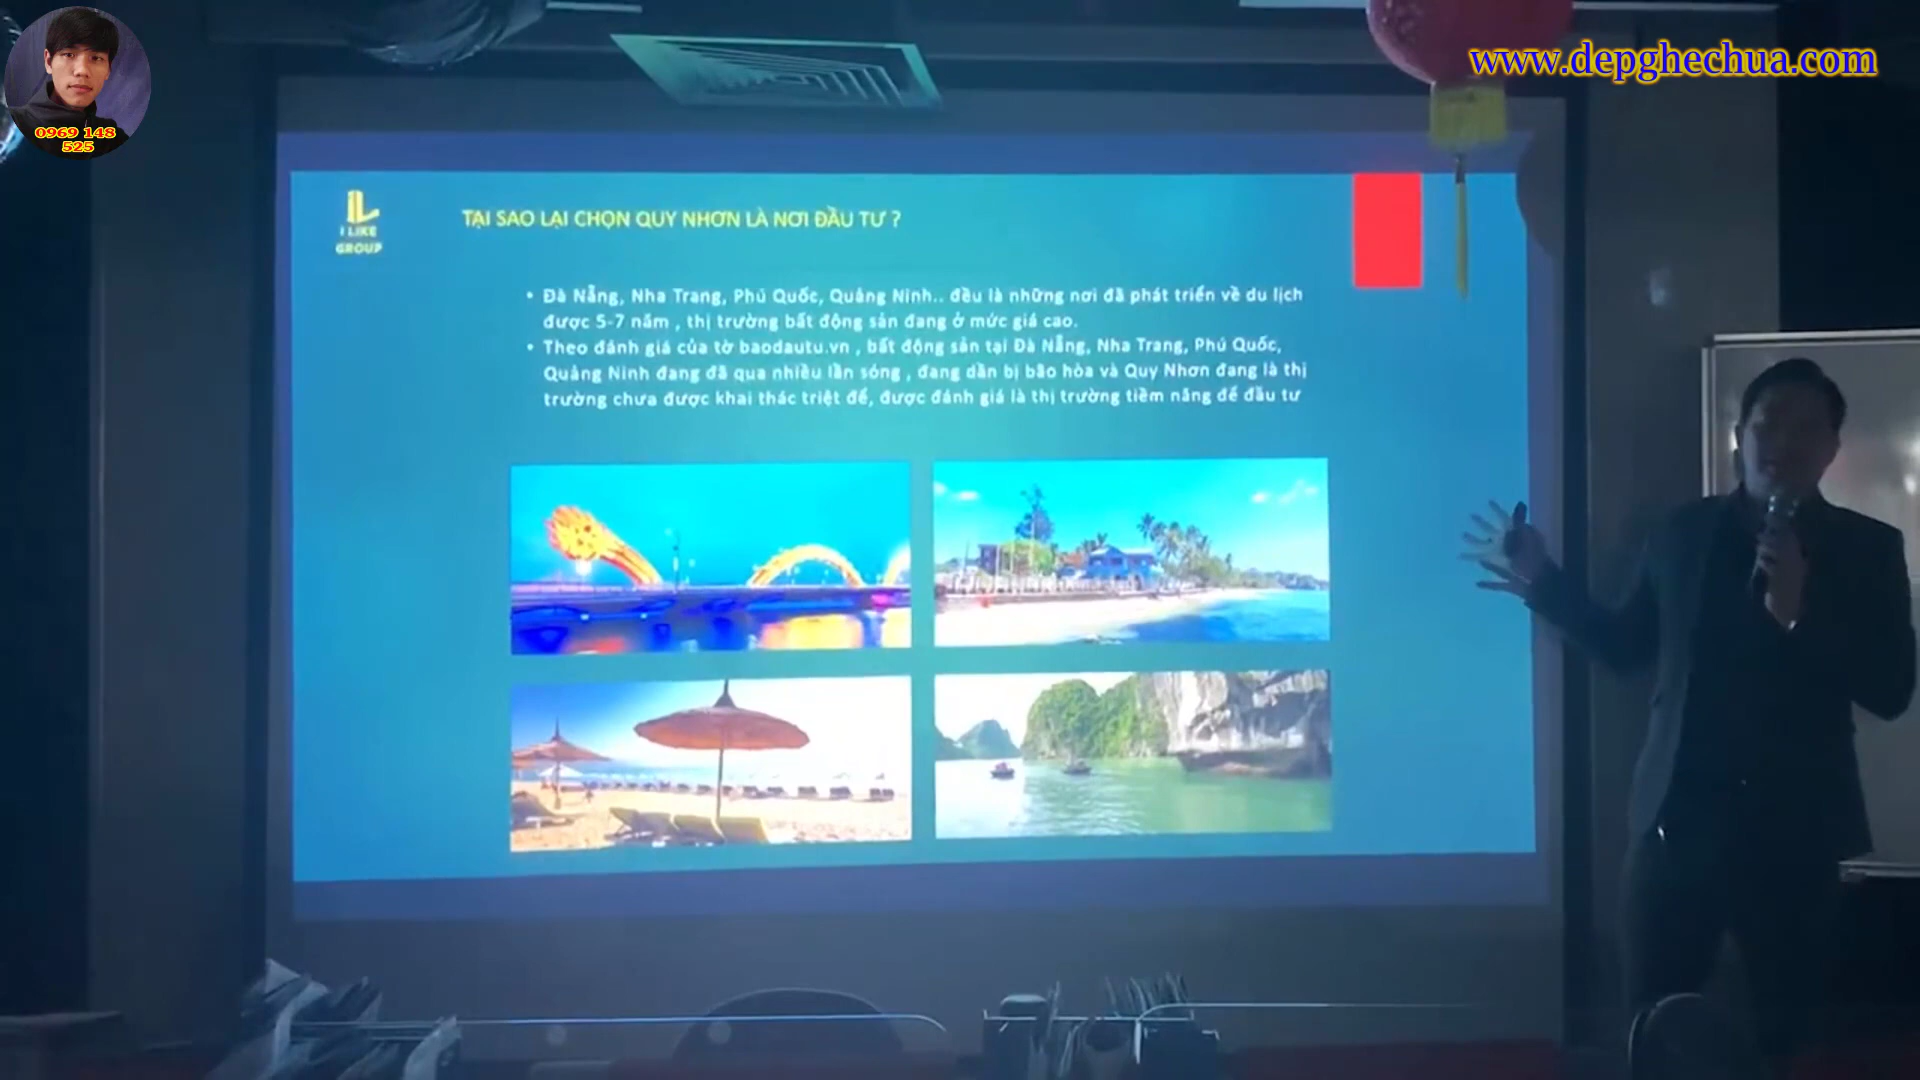 0969 148
525
www.depghechua.com
I LIKE
GROUP
TẠI SAO LẠI CHỌN QUY NHƠN LÀ NƠI ĐẦU TƯ ?
• Đà Nẵng, Nha Trang, Phú Quốc, Quảng Ninh.. đều là những nơi đã phát triển về du lịch
được 5-7 năm , thị trường bất động sản đang ở mức giá cao.
• Theo đánh giá của tờ baodautu.vn , bất động sản tại Đà Nẵng, Nha Trang, Phú Quốc,
Quảng Ninh đang đã qua nhiều lần sóng , đang dần bị bão hòa và Quy Nhơn đang là thị
trường chưa được khai thác triệt để, được đánh giá là thị trường tiềm năng để đầu tư